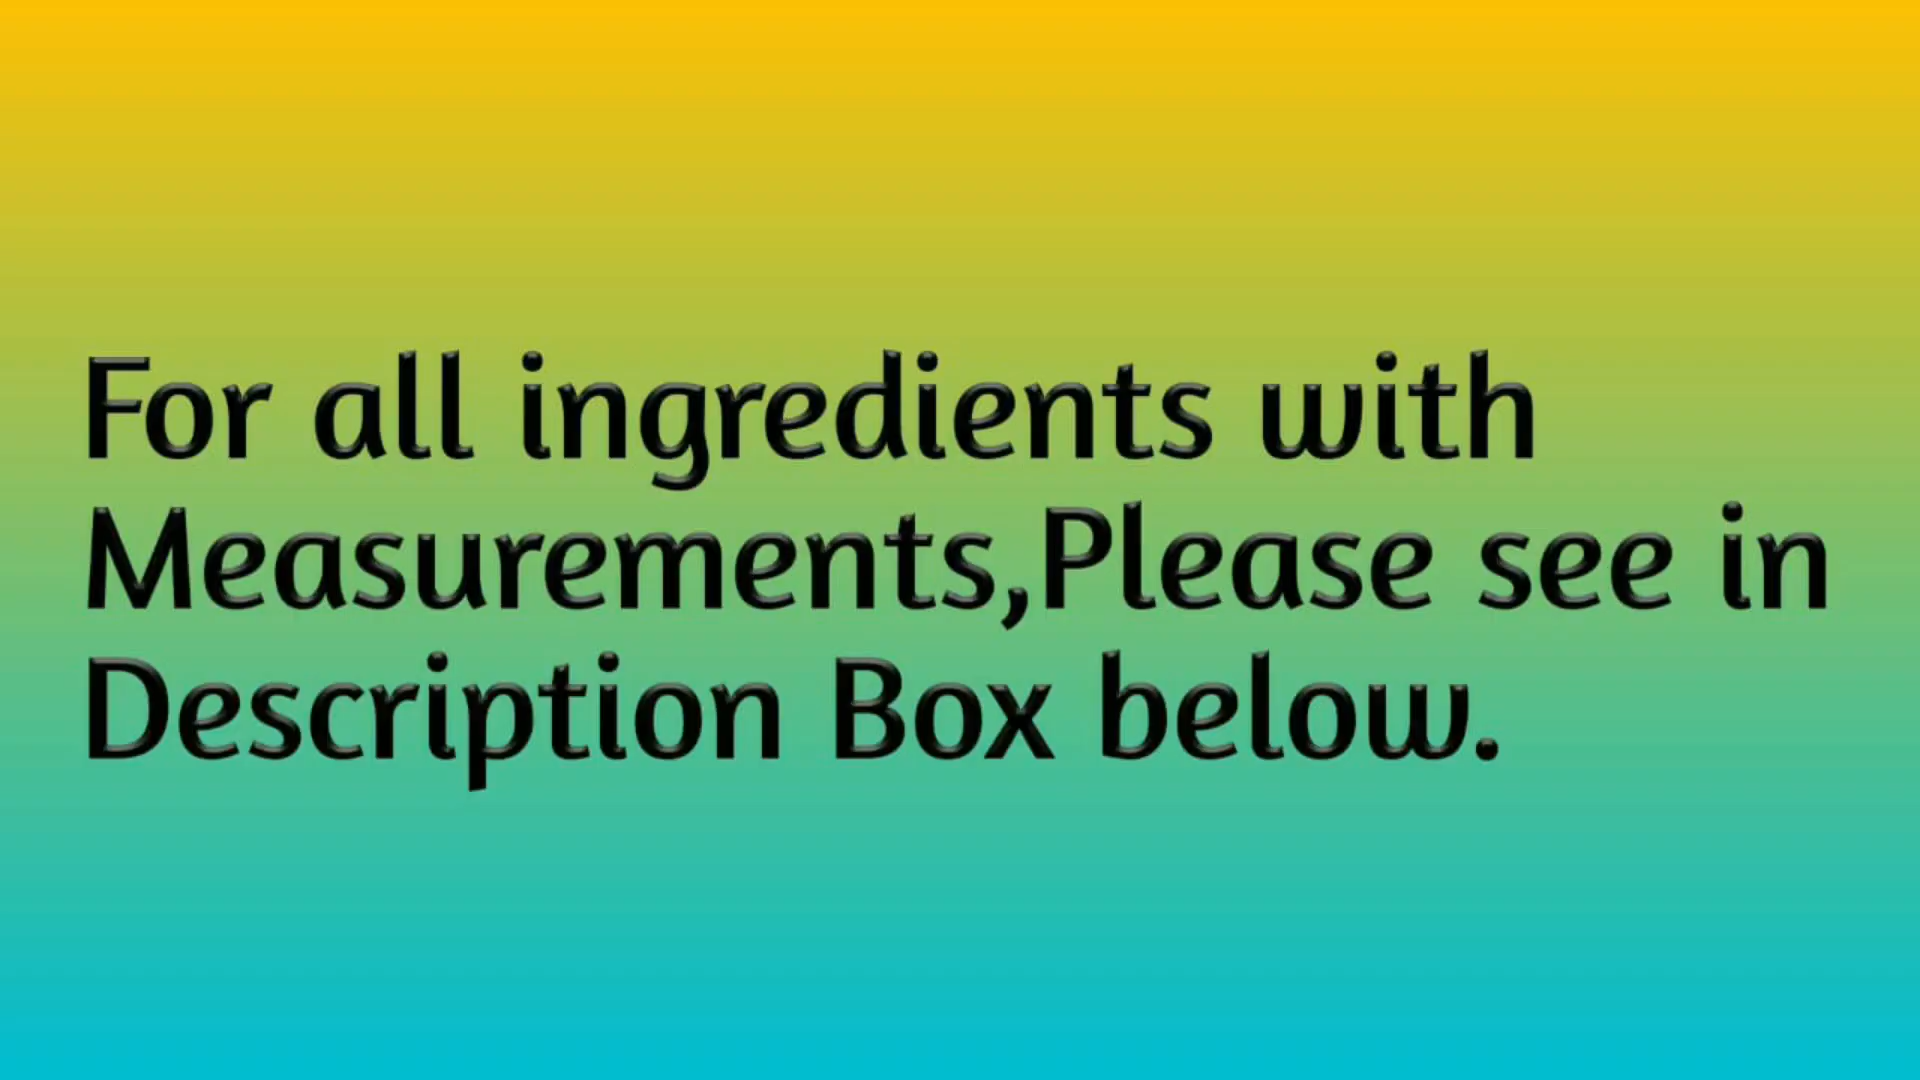 For all ingredients with
Measurements,Please see in
Description Box below.